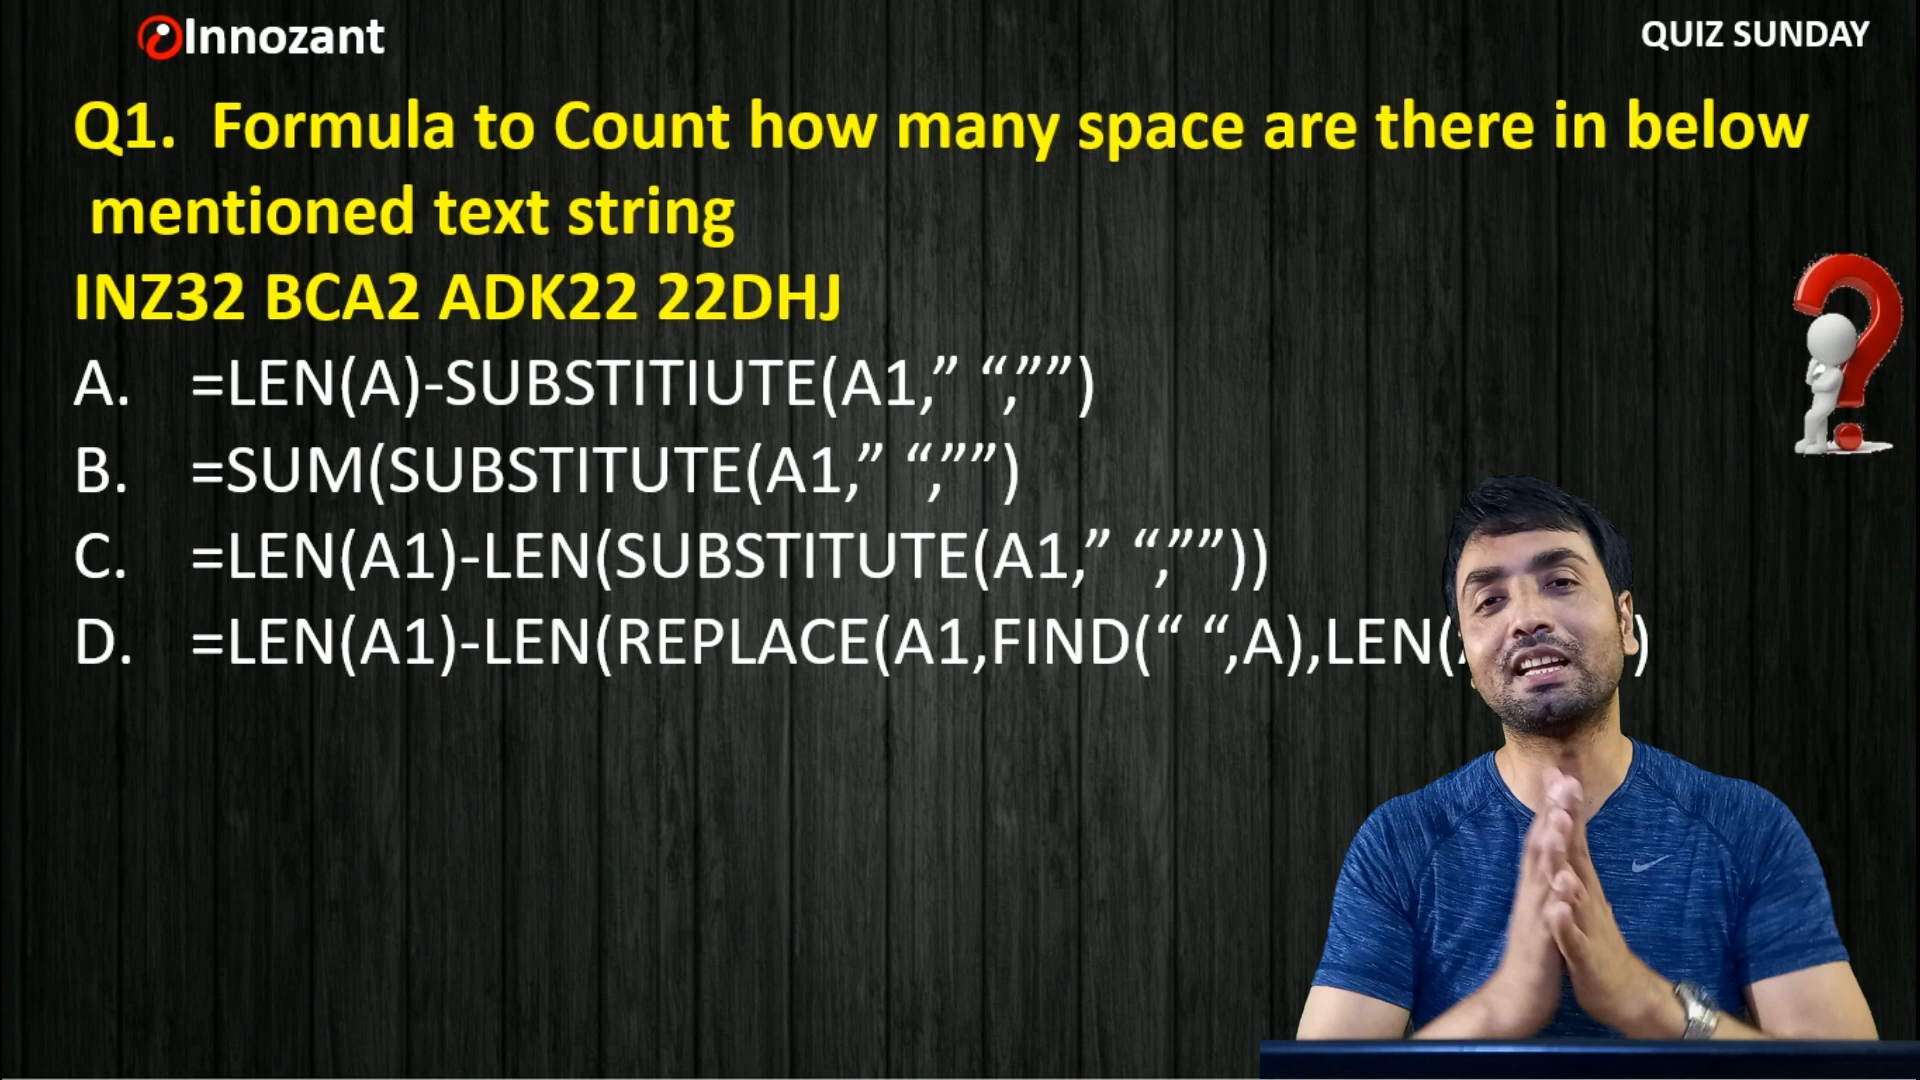 Innozant
QUIZ SUNDAY
Q1. Formula to Count how many space are there in below
mentioned text string
INZ32 BCA2 ADK22 22DHJ
A. =LEN(A)-SUBSTITIUTE(A1,” “,””)
B. =SUM(SUBSTITUTE(A1,” “,””)
C. =LEN(A1)-LEN(SUBSTITUTE(A1,” “,””))
D. =LEN(A1)-LEN(REPLACE(A1,FIND(“ “,A),LEN( )